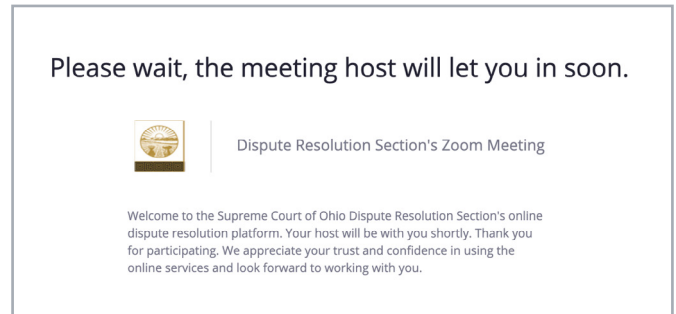 Please wait, the meeting host will let you in soon.
Dispute Resolution Section's Zoom Meeting
Welcome to the Supreme Court of Ohio Dispute Resolution Section's online
dispute resolution platform. Your host will be with you shortly. Thank you
for participating. We appreciate your trust and confidence in using the
online services and look forward to working with you.